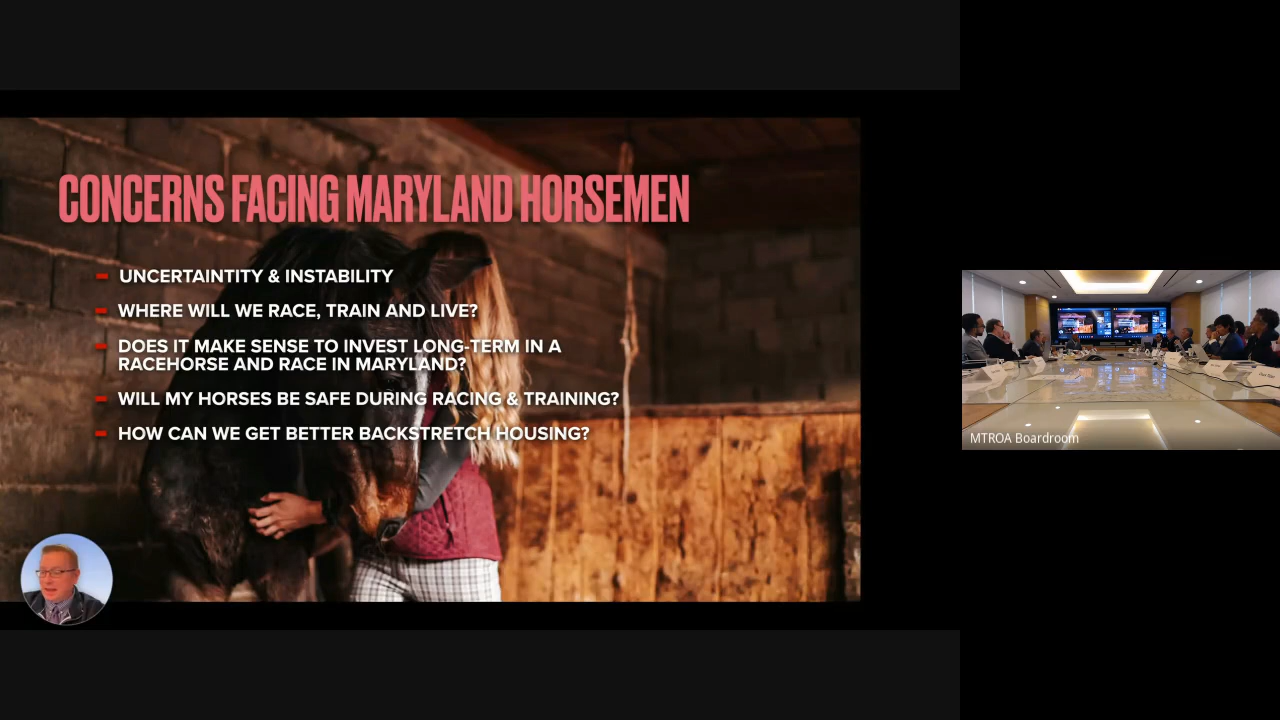 CONCERNS FACING MARYLAND HORSEMEN
UNCERTAINTITY & INSTABILITY
WHERE WILL WE RACE, TRAIN AND LIVE?
DOES IT MAKE SENSE TO INVEST LONG-TERM IN A
RACEHORSE AND RACE IN MARYLAND?
WILL MY HORSES BE SAFE DURING RACING & TRAINING?
HOW CAN WE GET BETTER BACKSTRETCH HOUSING?
MTROA Boardroom